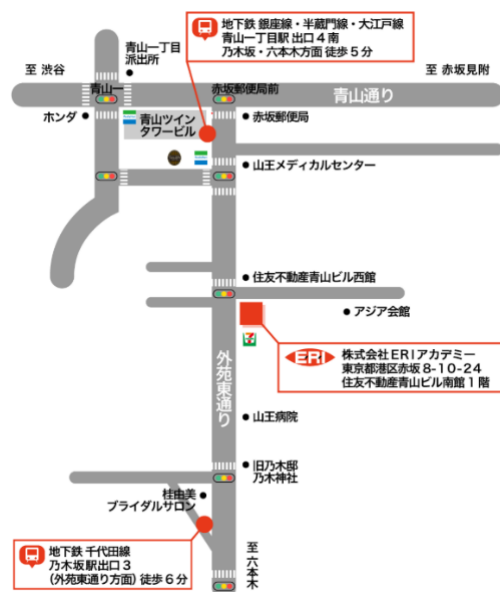 地下鉄 銀座線・半蔵門線・大江戸線
青山一丁目駅 出口4南
乃木坂・六本木方面 徒歩5分
青山一丁目
派出所
至 渋谷
至 赤坂見附
青山一
赤坂郵便局前
青山通り
ホンダ
青山ツイン
タワービル
赤坂郵便局
山王メディカルセンター
住友不動産青山ビル西館
アジア会館
7
ERI
株式会社ERIアカデミー
東京都港区赤坂8-10-24
住友不動産青山ビル南館1階
外苑東通り
山王病院
旧乃木邸
乃木神社
桂由美
ブライダルサロン
地下鉄 千代田線
乃木坂駅出口3
(外苑東通り方面)徒歩6分
至 六本木